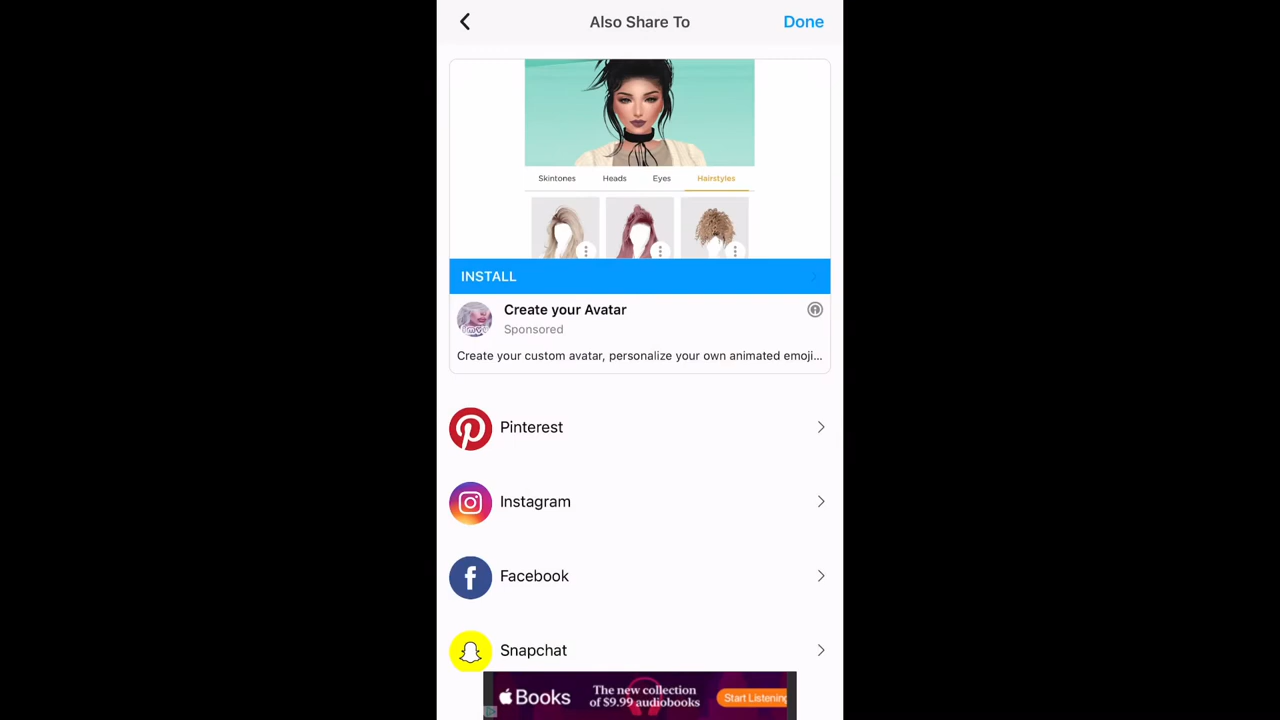 Also Share To
Done
Skintones
Heads
Eyes
Hairstyles
INSTALL
Create your Avatar
Sponsored
Create your custom avatar, personalize your own animated emoji...
Pinterest
Instagram
Facebook
Snapchat
Books
The new collection
of $9.99 audiobooks
Start Listening